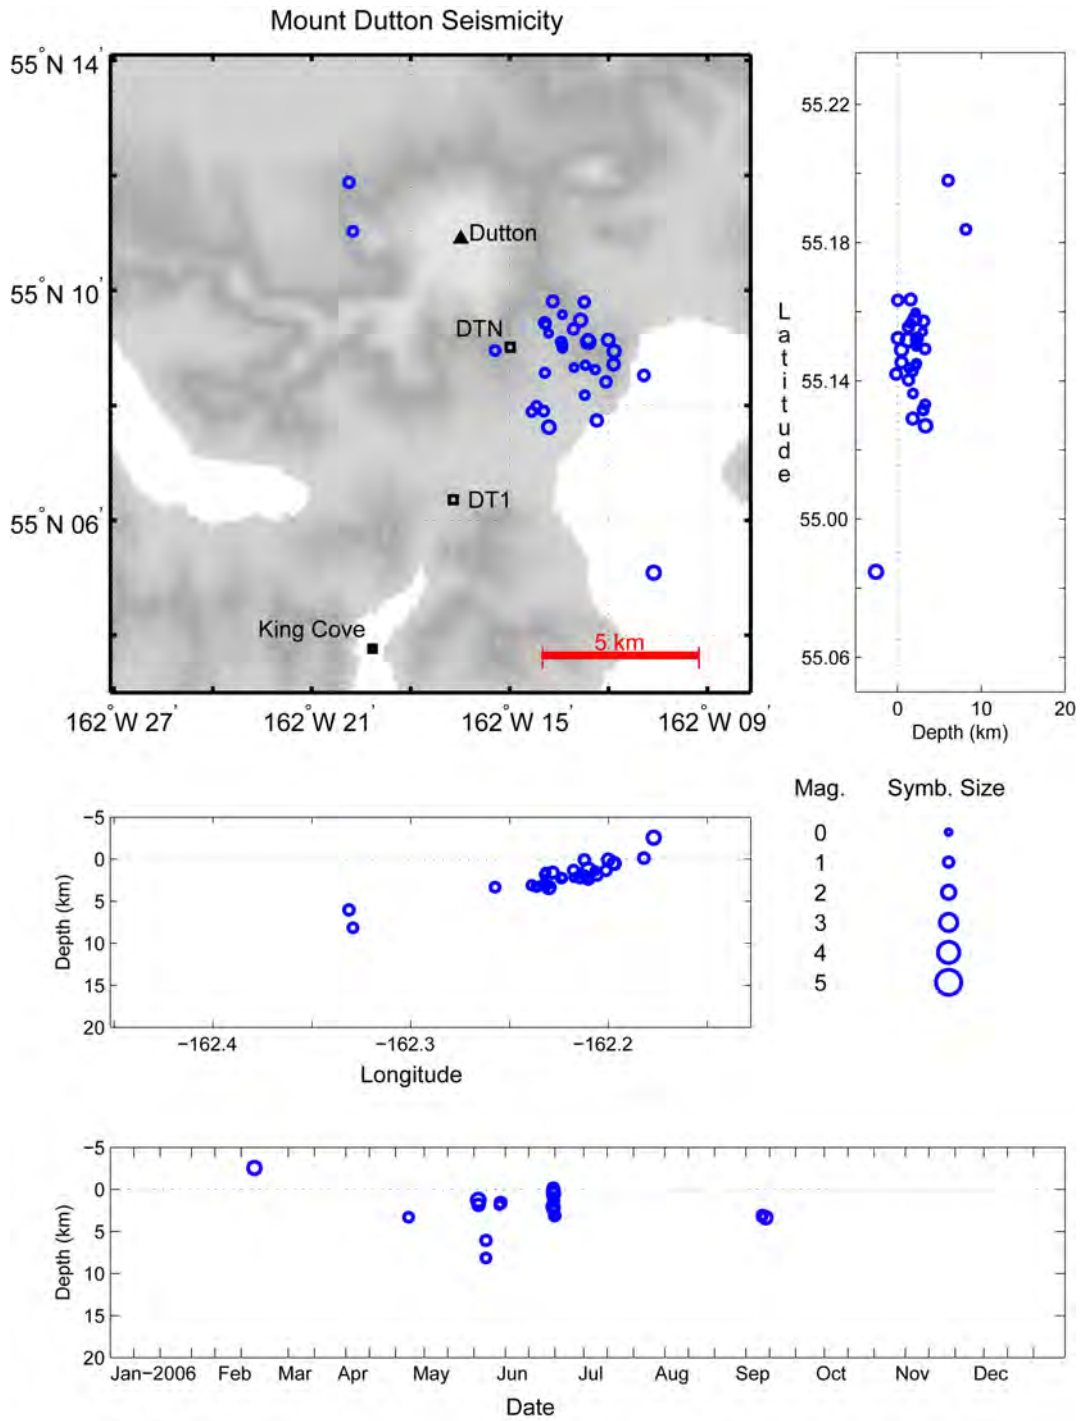 Mount Dutton Seismicity
55°N 14'
55°N 10'
55°N 06'
162°W 27'
162°W 21'
162°W 15'
162°W 09'
Dutton
DTN
DT1
King Cove
5 km
Latitude
55.22
55.18
55.14
55.00
55.06
0
10
20
Depth (km)
−5
0
5
10
15
20
Depth (km)
−162.4
−162.3
−162.2
Longitude
Mag. Symb. Size
0
1
2
3
4
5
−5
0
5
10
15
20
Depth (km)
Jan−2006 Feb Mar Apr May Jun Jul Aug Sep Oct Nov Dec
Date